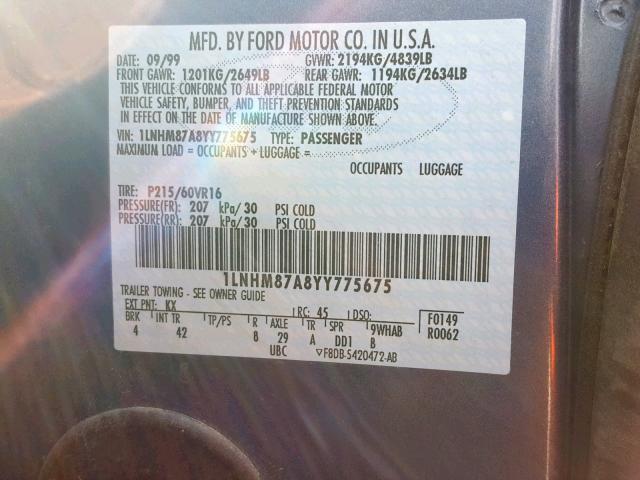 MFD. BY FORD MOTOR CO. IN U.S.A.
DATE: 09/99 GVWR: 2194KG/4839LB
FRONT GAWR: 1201KG/2649LB REAR GAWR: 1194KG/2634LB
THIS VEHICLE CONFORMS TO ALL APPLICABLE FEDERAL MOTOR
VEHICLE SAFETY, BUMPER, AND THEFT PREVENTION STANDARDS
IN EFFECT ON THE DATE OF MANUFACTURE SHOWN ABOVE.
VIN: 1LNHM87A8YY775675 TYPE: PASSENGER
MAXIMUM LOAD = OCCUPANTS + LUGGAGE =
OCCUPANTS LUGGAGE
TIRE: P215/60VR16
PRESSURE(FR): 207 kPa/30 PSI COLD
PRESSURE(RR): 207 kPa/30 PSI COLD
1LNHM87A8YY775675
TRAILER TOWING - SEE OWNER GUIDE
EXT PNT: KX RC: 45 DSO: F0149
BRK INT TR TP/PS R AXLE TR SPR 9WHAB R0062
4 42 8 29 A DD1 B
UBC ▽F8DB-5420472-AB